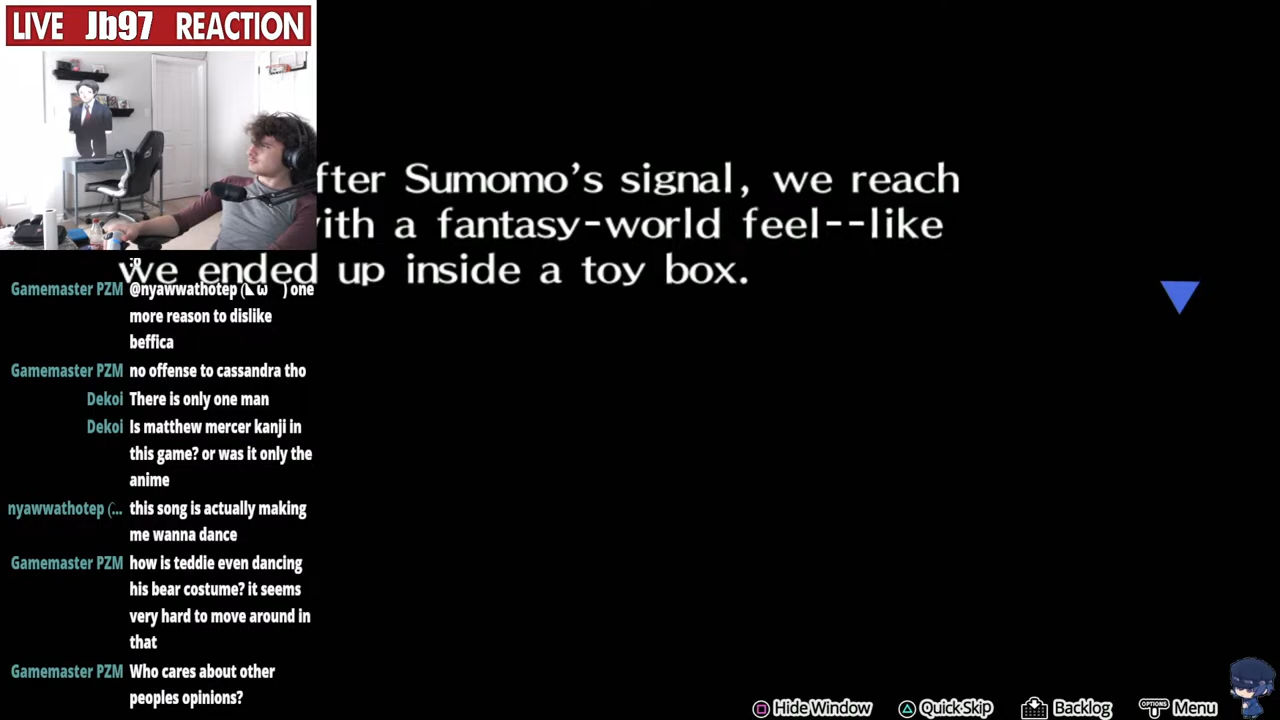 LIVE Jb97 REACTION
fter Sumomo's signal, we reach
ith a fantasy-world feel--like
we ended up inside a toy box.
Gamemaster PZM @nyawwathotep ( ω ) one
more reason to dislike
beffica
Gamemaster PZM no offense to cassandra tho
Dekoi There is only one man
Dekoi Is matthew mercer kanji in
this game? or was it only the
anime
nyawwathotep (... this song is actually making
me wanna dance
Gamemaster PZM how is teddie even dancing
his bear costume? it seems
very hard to move around in
that
Gamemaster PZM Who cares about other
peoples opinions?
Hide Window Quick Skip Backlog OPTIONS Menu